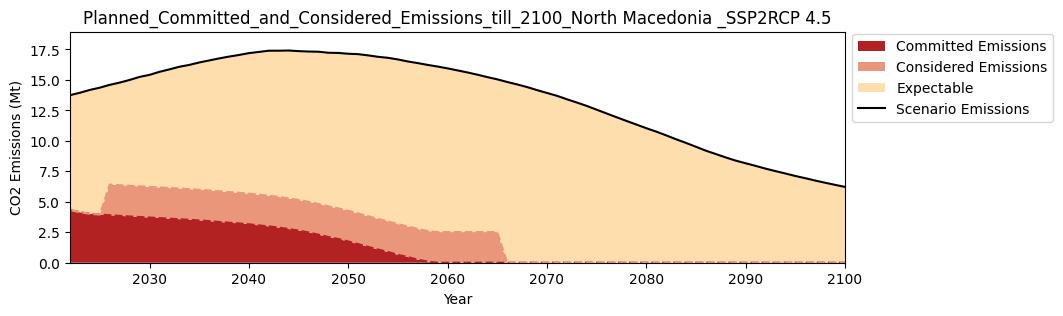 Planned_Committed_and_Considered_Emissions_till_2100_North Macedonia _SSP2RCP 4.5
17.5
15.0
12.5
10.0
7.5
5.0
2.5
0.0
CO2 Emissions (Mt)
2030
2040
2050
2060
2070
2080
2090
2100
Year
Committed Emissions
Considered Emissions
Expectable
Scenario Emissions